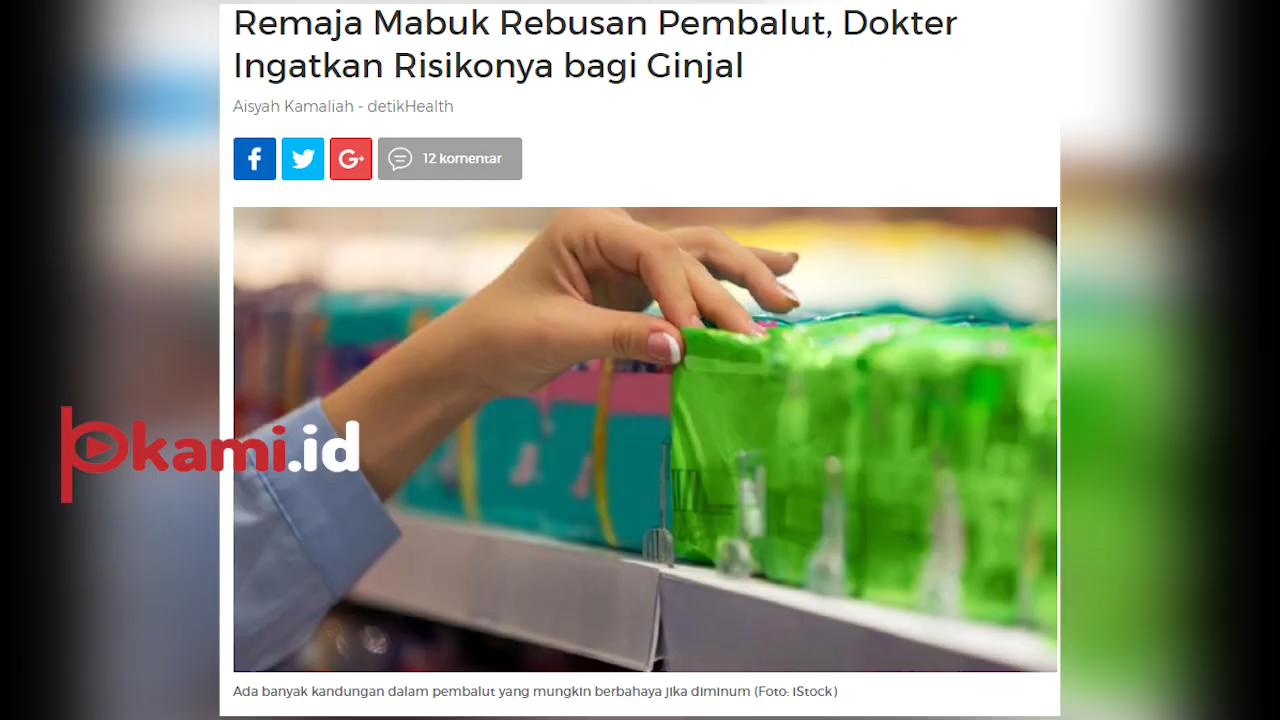 Remaja Mabuk Rebusan Pembalut, Dokter
Ingatkan Risikonya bagi Ginjal
Aisyah Kamaliah - detikHealth
f G+ 12 komentar
kami.id
Ada banyak kandungan dalam pembalut yang mungkin berbahaya jika diminum (Foto: iStock)